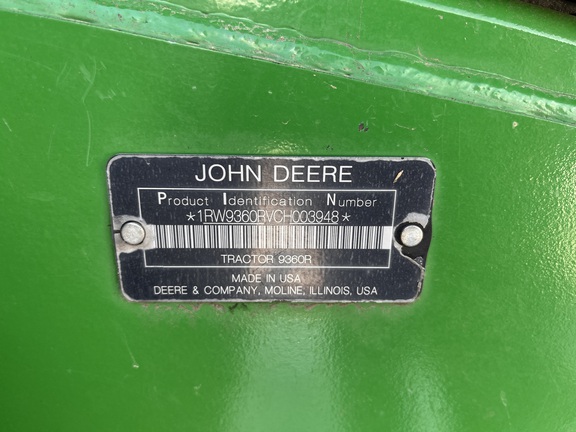 JOHN DEERE
Product Identification Number
*1RW9360RVCH003948*
TRACTOR 9360R
MADE IN USA
DEERE & COMPANY, MOLINE, ILLINOIS, USA